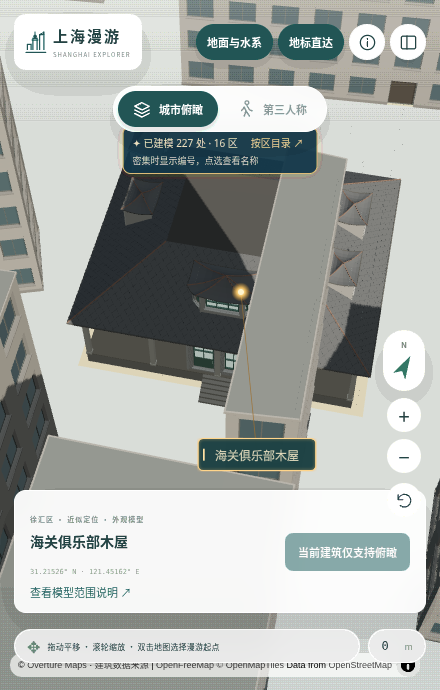 上海漫游
SHANGHAI EXPLORER
地面与水系
地标直达
城市俯瞰
第三人称
✦ 已建模 227 处 · 16 区 按区目录 ↗
密集时显示编号，点选查看名称
N
+
−
海关俱乐部木屋
徐汇区 · 近似定位 · 外观模型
海关俱乐部木屋
31.21526° N · 121.45162° E
查看模型范围说明 ↗
当前建筑仅支持俯瞰
拖动平移 · 滚轮缩放 · 双击地图选择漫游起点
0 m
© Overture Maps · 建筑数据来源 | OpenFreeMap © OpenMapTiles Data from OpenStreetMap